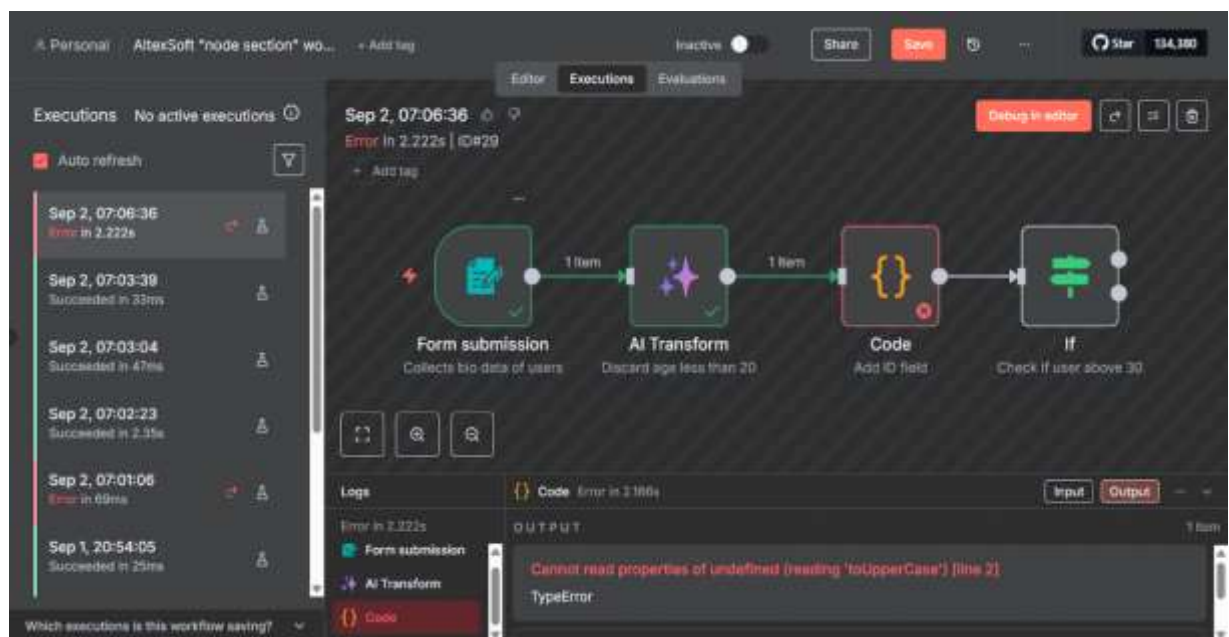 Personal
AltexSoft "node section" wo...
+ Add tag
Inactive
Share
Save
...
Star 134,380
Editor
Executions
Evaluations
Executions
No active executions
Auto refresh
Sep 2, 07:06:36
Error in 2.222s
Sep 2, 07:03:39
Succeeded in 33ms
Sep 2, 07:03:04
Succeeded in 47ms
Sep 2, 07:02:23
Succeeded in 2.35s
Sep 2, 07:01:06
Error in 69ms
Sep 1, 20:54:05
Succeeded in 25ms
Which executions is this workflow saving?
Sep 2, 07:06:36
Error in 2.222s | ID#29
+ Add tag
Debug in editor
...
1 item
1 item
Form submission
Collects bio data of users
AI Transform
Discard age less than 20
{}
Code
Add ID field
If
Check if user above 30
Logs
Error in 2.222s
Form submission
AI Transform
{} Code
{} Code Error in 2.166s
Input
Output
OUTPUT
1 item
Cannot read properties of undefined (reading 'toUpperCase') [line 2]
TypeError